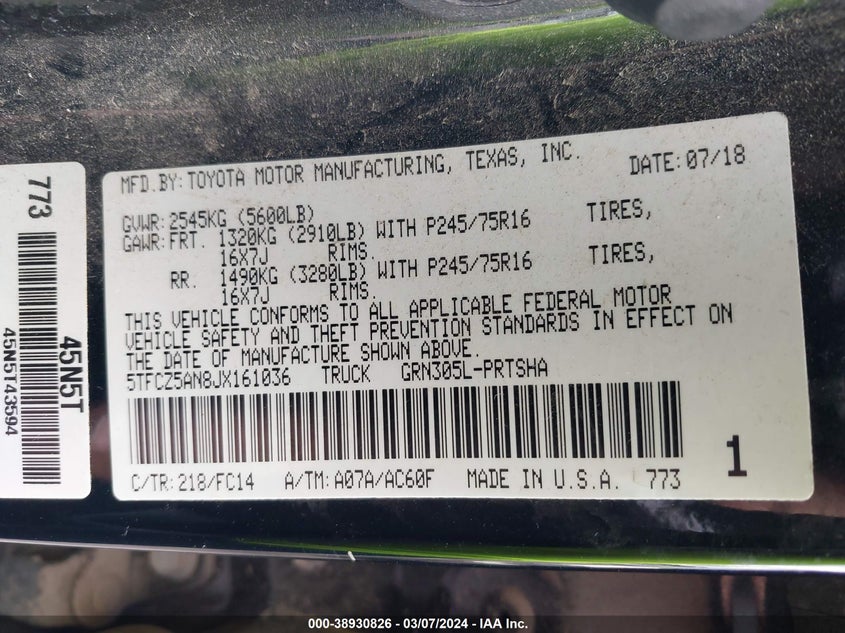 MFD.BY:TOYOTA MOTOR MANUFACTURING, TEXAS, INC. DATE:07/18
GVWR:2545KG (5600LB)
GAWR:FRT. 1320KG (2910LB) WITH P245/75R16 TIRES,
16X7J RIMS.
RR. 1490KG (3280LB) WITH P245/75R16 TIRES,
16X7J RIMS.
THIS VEHICLE CONFORMS TO ALL APPLICABLE FEDERAL MOTOR
VEHICLE SAFETY AND THEFT PREVENTION STANDARDS IN EFFECT ON
THE DATE OF MANUFACTURE SHOWN ABOVE.
5TFCZ5AN8JX161036 TRUCK GRN305L-PRTSHA
C/TR:218/FC14 A/TM:A07A/AC60F MADE IN U.S.A. 773
1
773
45N5T
45N5T43594
000-38930826 - 03/07/2024 - IAAI.COM